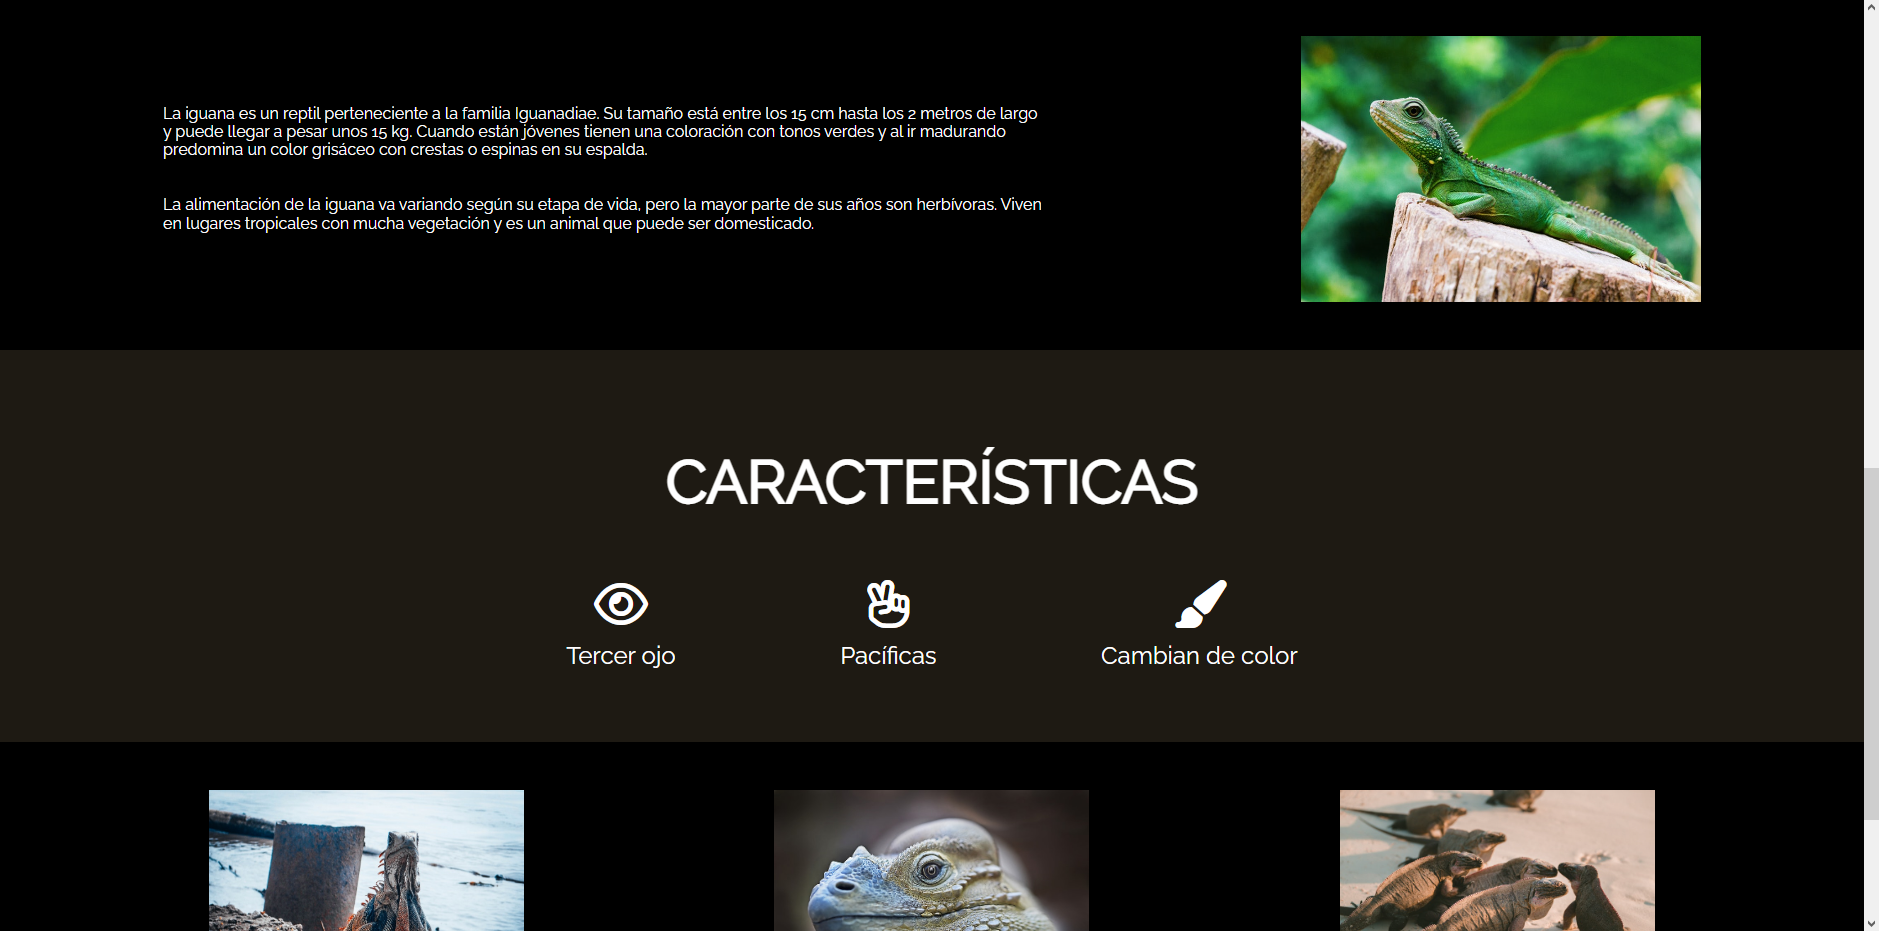 La iguana es un reptil perteneciente a la familia Iguanadiae. Su tamaño está entre los 15 cm hasta los 2 metros de largo
y puede llegar a pesar unos 15 kg. Cuando están jóvenes tienen una coloración con tonos verdes y al ir madurando
predomina un color grisáceo con crestas o espinas en su espalda.
La alimentación de la iguana va variando según su etapa de vida, pero la mayor parte de sus años son herbívoras. Viven
en lugares tropicales con mucha vegetación y es un animal que puede ser domesticado.
CARACTERÍSTICAS
Tercer ojo
Pacíficas
Cambian de color